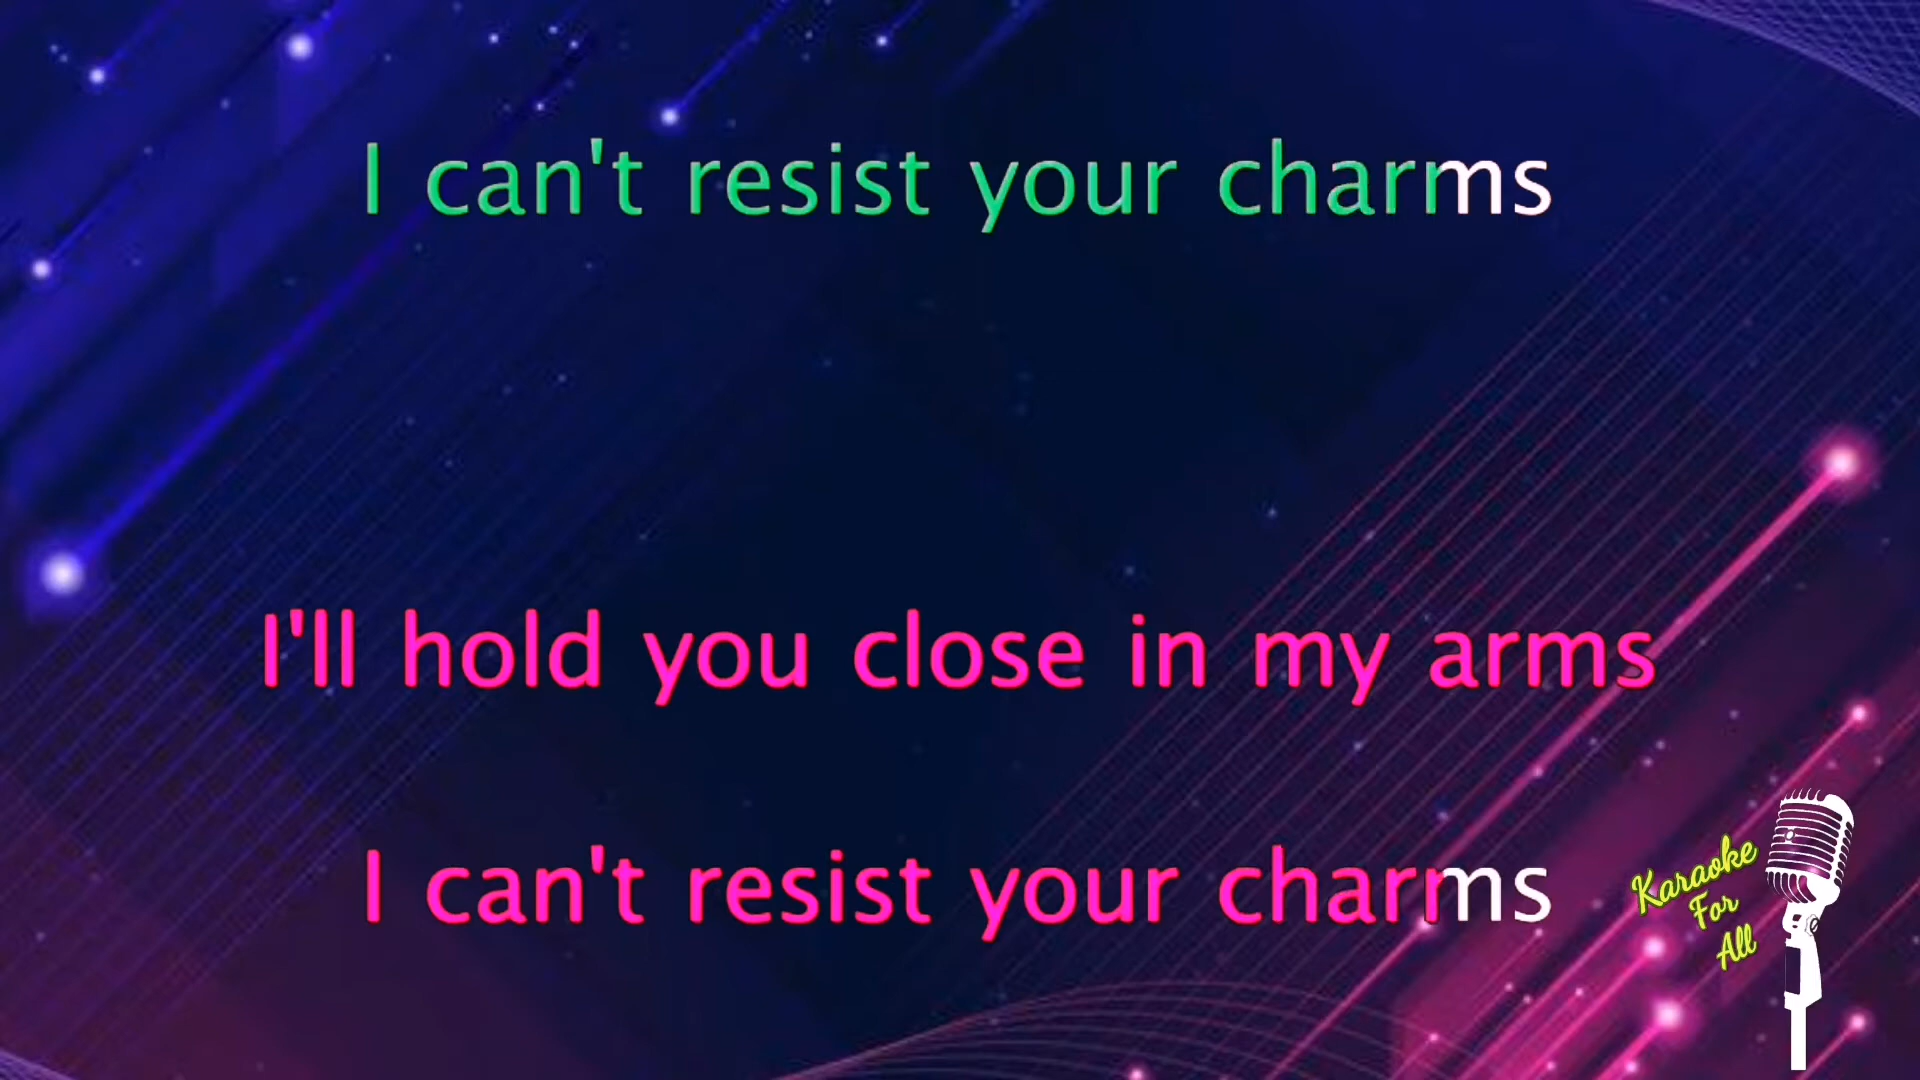 I can't resist your charms
I'll hold you close in my arms
I can't resist your charms
Karaoke
For
All